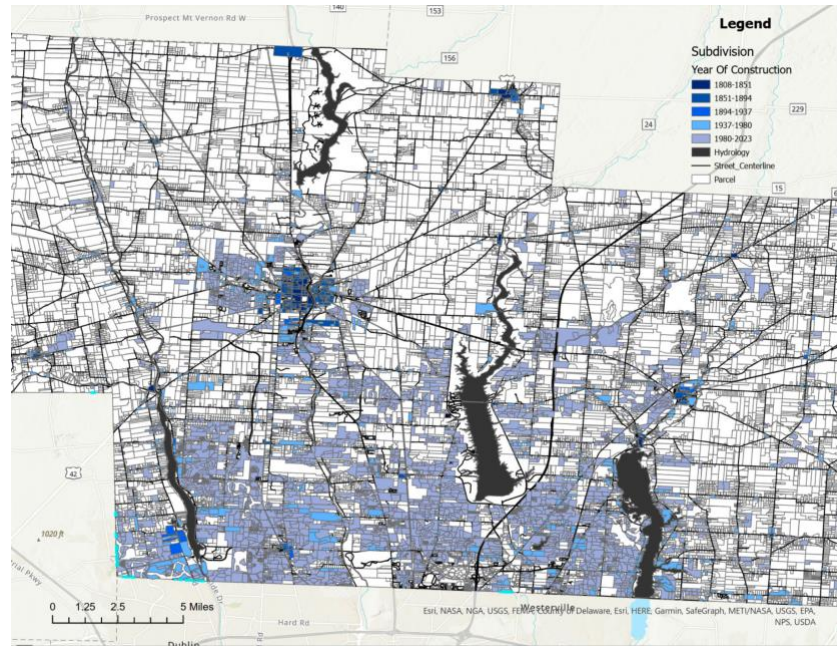 Prospect Mt Vernon Rd W
140
153
156
24
229
15
42
1020 ft
Legend
Subdivision
Year Of Construction
1808-1851
1851-1894
1894-1937
1937-1980
1980-2023
Hydrology
Street_Centerline
Parcel
0 1.25 2.5 5 Miles
Hard Rd
Westerville
Dublin
Esri, NASA, NGA, USGS, FEMA, County of Delaware, Esri, HERE, Garmin, SafeGraph, METI/NASA, USGS, EPA,
NPS, USDA